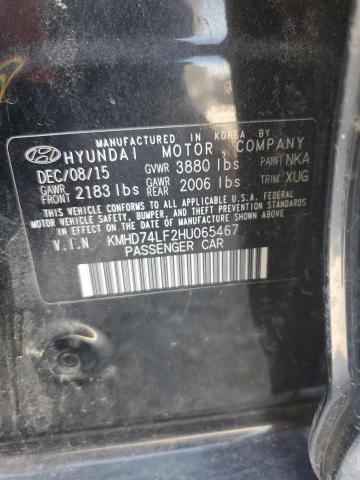 MANUFACTURED IN KOREA BY
HYUNDAI MOTOR COMPANY
DEC/08/15 GVWR 3880 lbs PAINT NKA
GAWR FRONT 2183 lbs GAWR REAR 2006 lbs TRIM XUG
THIS VEHICLE CONFORMS TO ALL APPLICABLE U.S.A. FEDERAL
MOTOR VEHICLE SAFETY, BUMPER, AND THEFT PREVENTION
STANDARDS IN EFFECT ON THE DATE OF MANUFACTURE
SHOWN ABOVE.
V.I.N KMHD74LF2HU065467
PASSENGER CAR